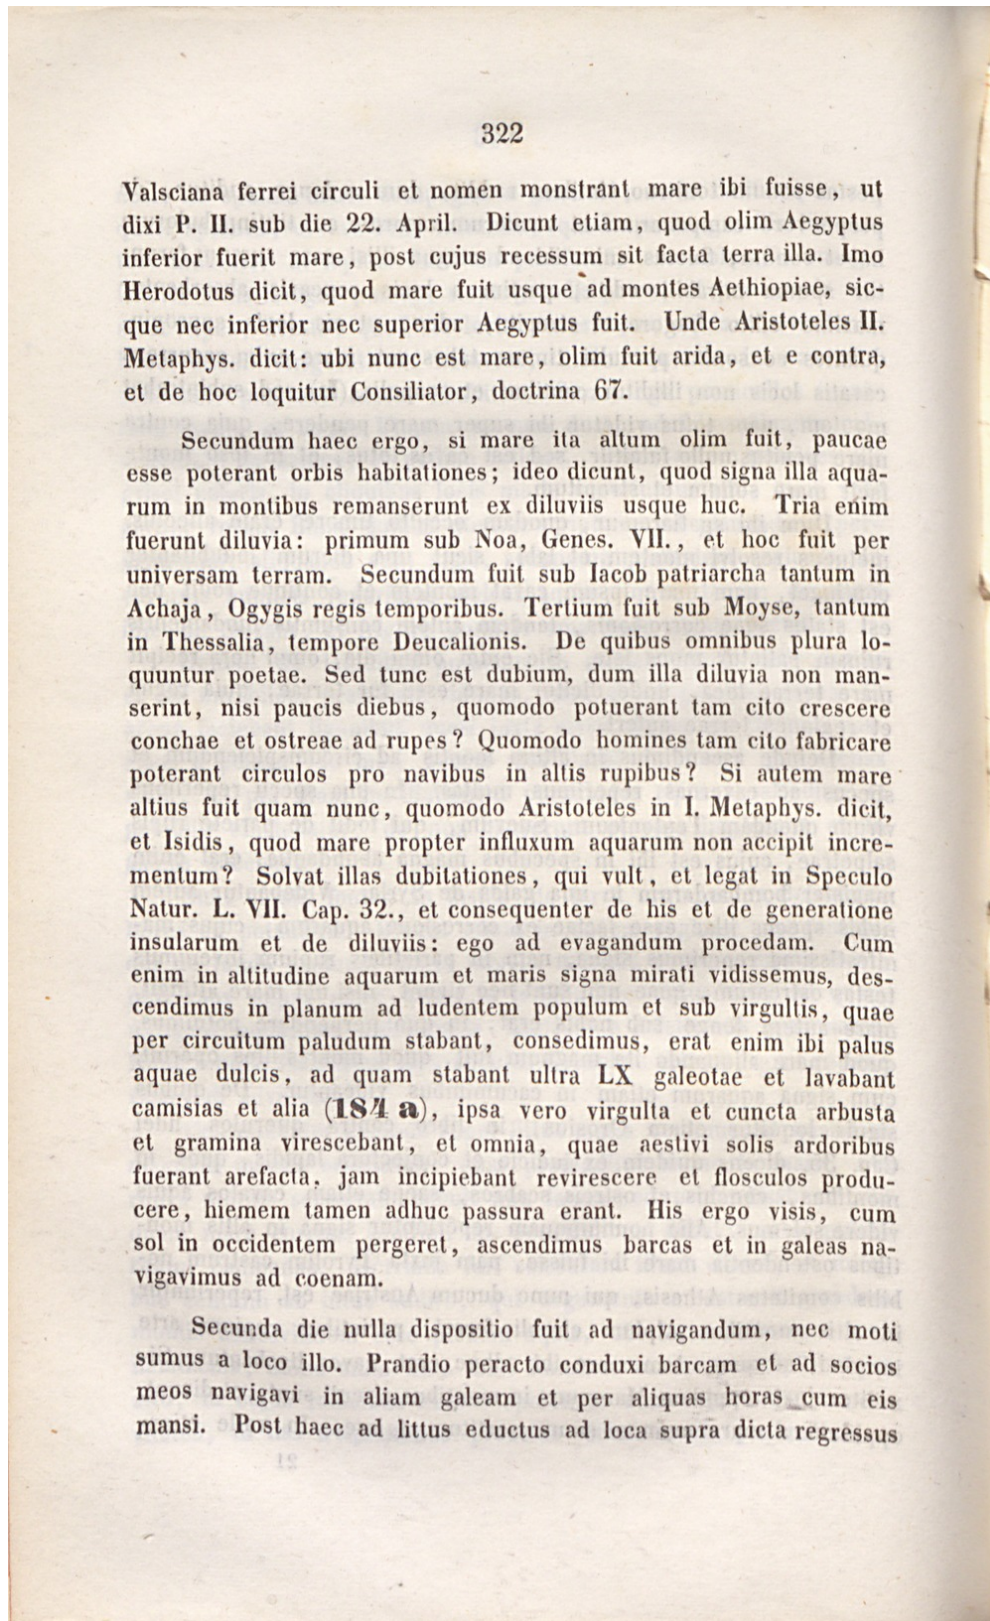 322
Valsciana ferrei circuli et nomen monstrant mare ibi fuisse, ut
dixi P. II. sub die 22. April. Dicunt etiam, quod olim Aegyptus
inferior fuerit mare, post cujus recessum sit facta terra illa. Imo
Herodotus dicit, quod mare fuit usque ad montes Aethiopiae, sic-
que nec inferior nec superior Aegyptus fuit. Unde Aristoteles II.
Metaphys. dicit: ubi nunc est mare, olim fuit arida, et e contra,
et de hoc loquitur Consiliator, doctrina 67.
Secundum haec ergo, si mare ita altum olim fuit, paucae
esse poterant orbis habitationes; ideo dicunt, quod signa illa aqua-
rum in montibus remanserunt ex diluviis usque huc. Tria enim
fuerunt diluvia: primum sub Noa, Genes. VII., et hoc fuit per
universam terram. Secundum fuit sub Iacob patriarcha tantum in
Achaja, Ogygis regis temporibus. Tertium fuit sub Moyse, tantum
in Thessalia, tempore Deucalionis. De quibus omnibus plura lo-
quuntur poetae. Sed tunc est dubium, dum illa diluvia non man-
serint, nisi paucis diebus, quomodo potuerant tam cito crescere
conchae et ostreae ad rupes? Quomodo homines tam cito fabricare
poterant circulos pro navibus in altis rupibus? Si autem mare
altius fuit quam nunc, quomodo Aristoteles in I. Metaphys. dicit,
et Isidis, quod mare propter influxum aquarum non accipit incre-
mentum? Solvat illas dubitationes, qui vult, et legat in Speculo
Natur. L. VII. Cap. 32., et consequenter de his et de generatione
insularum et de diluviis: ego ad evagandum procedam. Cum
enim in altitudine aquarum et maris signa mirati vidissemus, des-
cendimus in planum ad ludentem populum et sub virgultis, quae
per circuitum paludum stabant, consedimus, erat enim ibi palus
aquae dulcis, ad quam stabant ultra LX galeotae et lavabant
camisias et alia (184 a), ipsa vero virgulta et cuncta arbusta
et gramina virescebant, et omnia, quae aestivi solis ardoribus
fuerant arefacta, jam incipiebant revirescere et flosculos produ-
cere, hiemem tamen adhuc passura erant. His ergo visis, cum
sol in occidentem pergeret, ascendimus barcas et in galeas na-
vigavimus ad coenam.
Secunda die nulla dispositio fuit ad navigandum, nec moti
sumus a loco illo. Prandio peracto conduxi barcam et ad socios
meos navigavi in aliam galeam et per aliquas horas cum eis
mansi. Post haec ad littus eductus ad loca supra dicta regressus